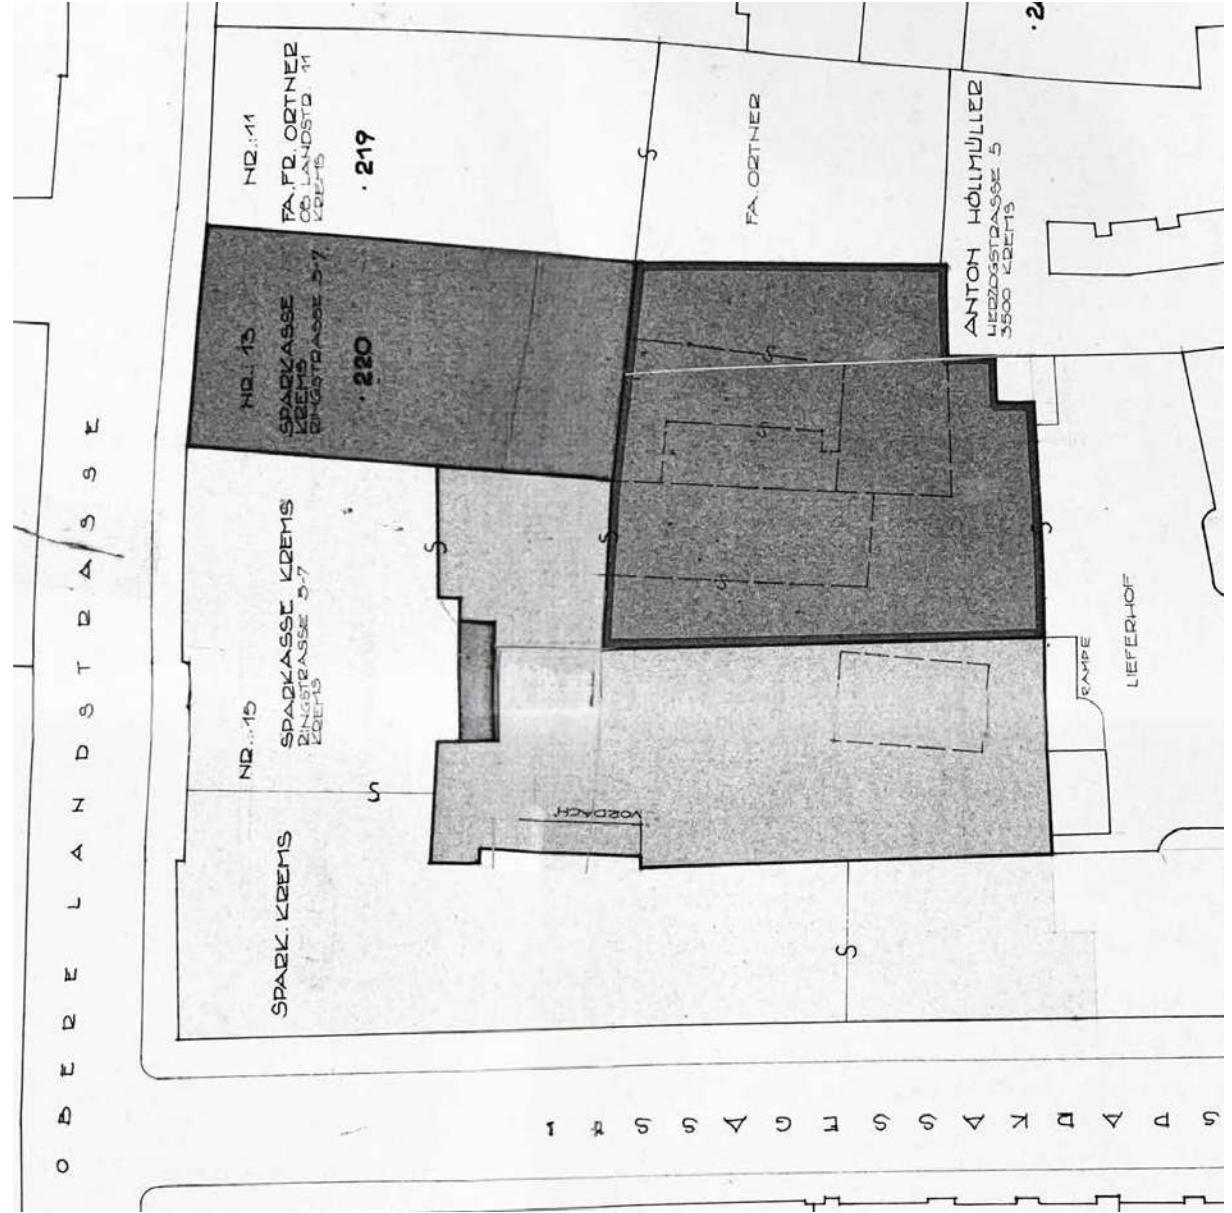 NR.: 11
FA. FR. ORTNER
OB. LANDSTR. 11
KREMS
. 219
FA. ORTNER
ANTON HÖLLMÜLLER
HERZOGSTRASSE 5
3500 KREMS
NR.: 13
SPARKASSE
KREMS
RINGSTRASSE 5-7
. 220
NR.: 15
SPARKASSE KREMS
RINGSTRASSE 5-7
KREMS
SPARK. KREMS
VORDACH
RAMPE
LIEFERHOF
OBERE LANDSTRASSE
SPARKASSEGASSE